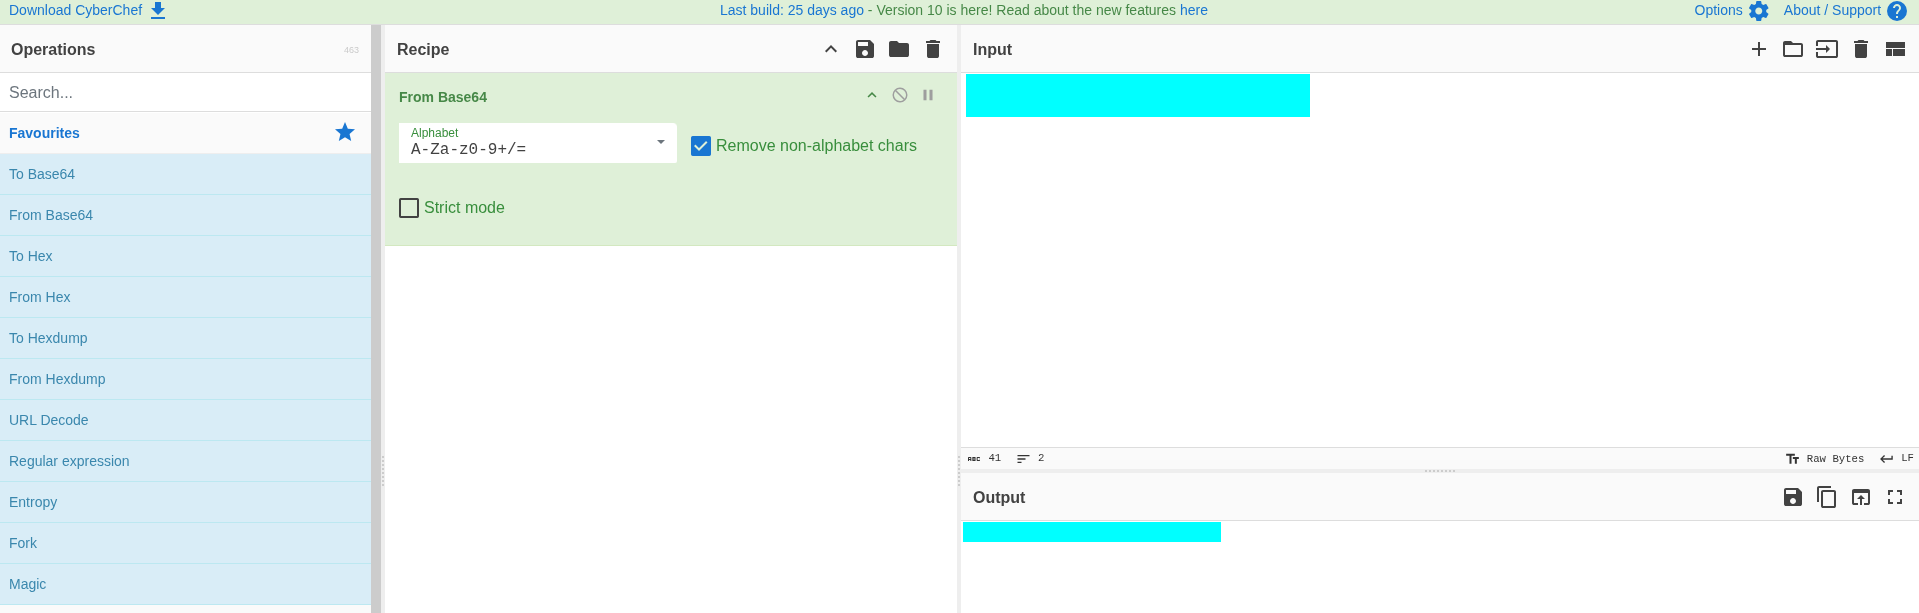 Download CyberChef
Last build: 25 days ago - Version 10 is here! Read about the new features here
Options
About / Support
Operations
463
Search...
Favourites
To Base64
From Base64
To Hex
From Hex
To Hexdump
From Hexdump
URL Decode
Regular expression
Entropy
Fork
Magic
Recipe
From Base64
Alphabet
A-Za-z0-9+/=
Remove non-alphabet chars
Strict mode
Input
ABC 41
2
Raw Bytes
LF
Output